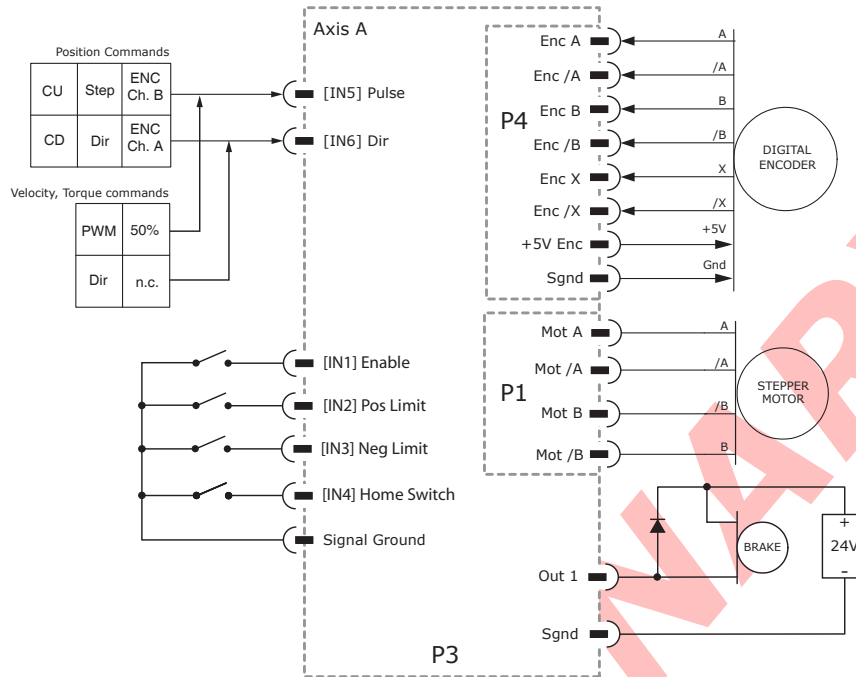 Axis A
Position Commands
CU Step ENC Ch. B
CD Dir ENC Ch. A
Velocity, Torque commands
PWM 50%
Dir n.c.
[IN5] Pulse
[IN6] Dir
[IN1] Enable
[IN2] Pos Limit
[IN3] Neg Limit
[IN4] Home Switch
Signal Ground
P4
Enc A
Enc /A
Enc B
Enc /B
Enc X
Enc /X
+5V Enc
Sgnd
A
/A
B
/B
X
/X
+5V
Gnd
DIGITAL
ENCODER
P1
Mot A
Mot /A
Mot B
Mot /B
A
/A
/B
B
STEPPER
MOTOR
Out 1
Sgnd
BRAKE
+
24V
-
P3